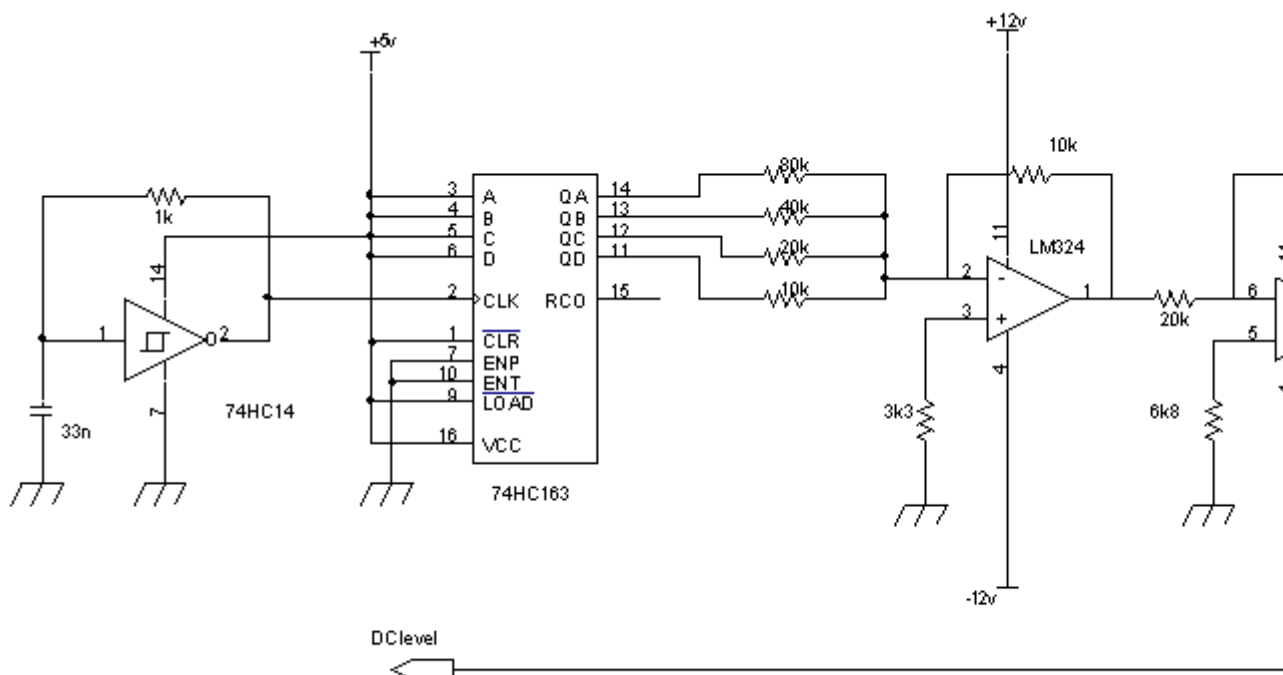 +12v
+5v
10k
80k
1k
3 A QA 14
40k
4 B QB 13
5 C QC 12
20k
6 D QD 11
11
LM324
14
10k
2 CLK RCO 15
2 -
1
6
1
2
3 +
20k
1 CLR
5
7 ENP
10 ENT
4
9 LOAD
7
74HC14
3k3
6k8
33n
16 VCC
74HC163
-12v
DClevel